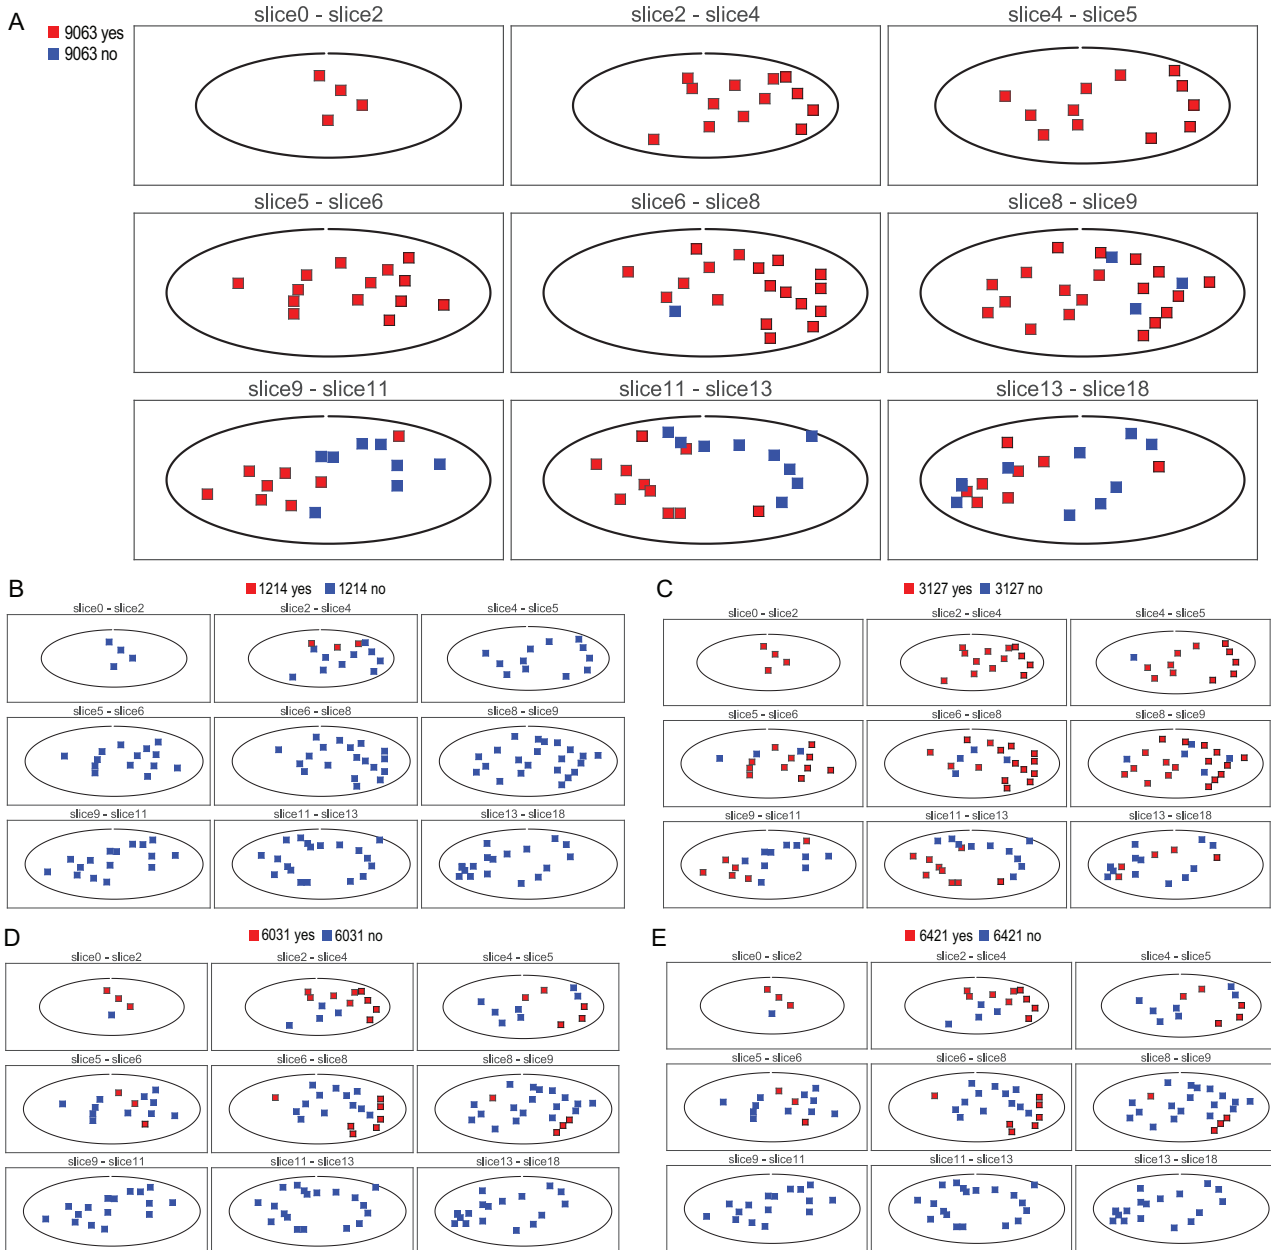 A
9063 yes
9063 no
slice0 - slice2
slice2 - slice4
slice4 - slice5
slice5 - slice6
slice6 - slice8
slice8 - slice9
slice9 - slice11
slice11 - slice13
slice13 - slice18
B
1214 yes 1214 no
slice0 - slice2
slice2 - slice4
slice4 - slice5
slice5 - slice6
slice6 - slice8
slice8 - slice9
slice9 - slice11
slice11 - slice13
slice13 - slice18
C
3127 yes 3127 no
slice0 - slice2
slice2 - slice4
slice4 - slice5
slice5 - slice6
slice6 - slice8
slice8 - slice9
slice9 - slice11
slice11 - slice13
slice13 - slice18
D
6031 yes 6031 no
slice0 - slice2
slice2 - slice4
slice4 - slice5
slice5 - slice6
slice6 - slice8
slice8 - slice9
slice9 - slice11
slice11 - slice13
slice13 - slice18
E
6421 yes 6421 no
slice0 - slice2
slice2 - slice4
slice4 - slice5
slice5 - slice6
slice6 - slice8
slice8 - slice9
slice9 - slice11
slice11 - slice13
slice13 - slice18